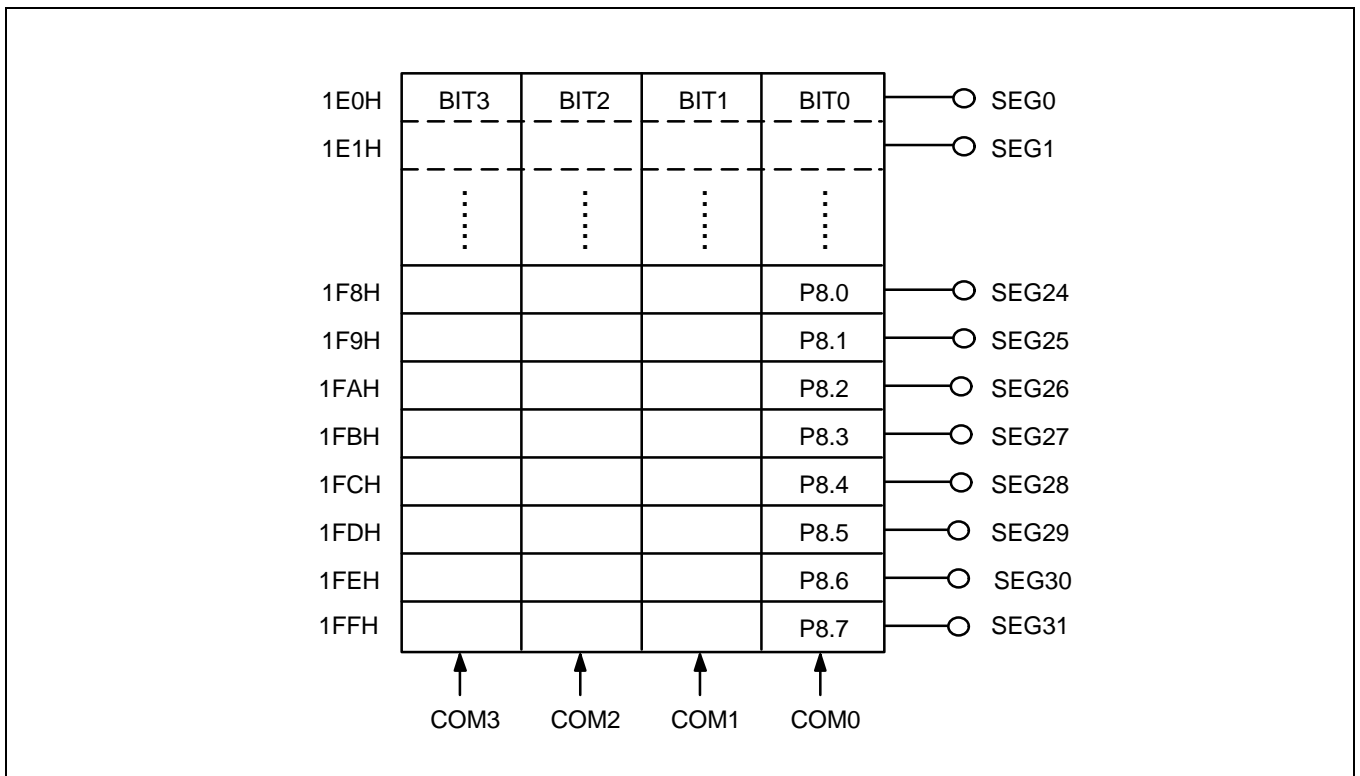 1E0H BIT3 BIT2 BIT1 BIT0 SEG0
1E1H SEG1
1F8H P8.0 SEG24
1F9H P8.1 SEG25
1FAH P8.2 SEG26
1FBH P8.3 SEG27
1FCH P8.4 SEG28
1FDH P8.5 SEG29
1FEH P8.6 SEG30
1FFH P8.7 SEG31
COM3 COM2 COM1 COM0